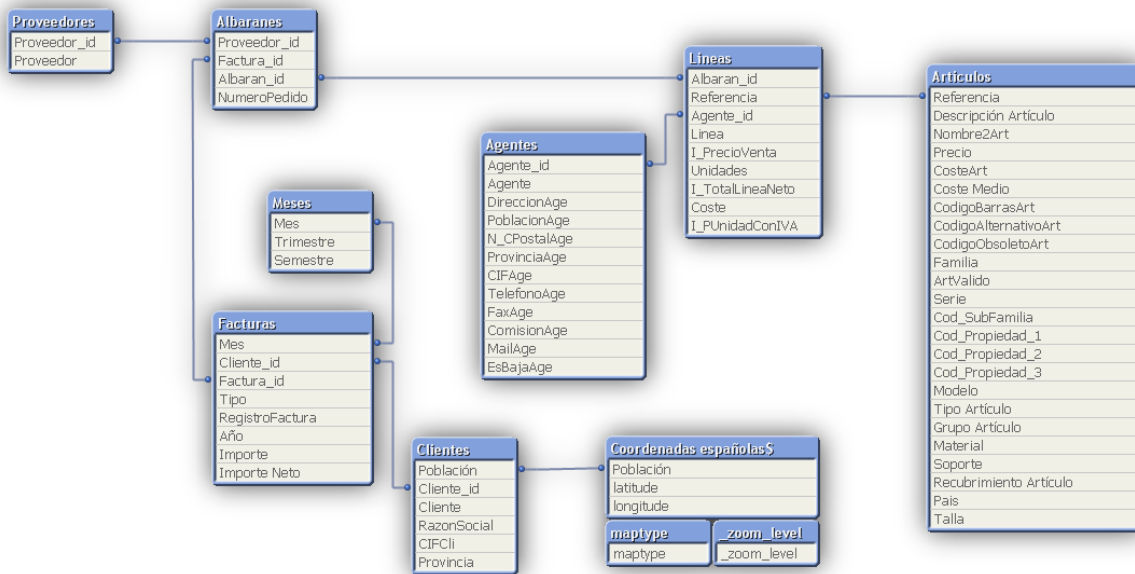 Proveedores
Proveedor_id
Proveedor
Albaranes
Proveedor_id
Factura_id
Albaran_id
NumeroPedido
Lineas
Albaran_id
Referencia
Agente_id
Linea
I_PrecioVenta
Unidades
I_TotalLineaNeto
Coste
I_PUnidadConIVA
Artículos
Referencia
Descripción Artículo
Nombre2Art
Precio
CosteArt
Coste Medio
CodigoBarrasArt
CodigoAlternativoArt
CodigoObsoletoArt
Familia
ArtValido
Serie
Cod_SubFamilia
Cod_Propiedad_1
Cod_Propiedad_2
Cod_Propiedad_3
Modelo
Tipo Artículo
Grupo Artículo
Material
Soporte
Recubrimiento Artículo
Pais
Talla
Agentes
Agente_id
Agente
DireccionAge
PoblacionAge
N_CPostalAge
ProvinciaAge
CIFAge
TelefonoAge
FaxAge
ComisionAge
MailAge
EsBajaAge
Meses
Mes
Trimestre
Semestre
Facturas
Mes
Cliente_id
Factura_id
Tipo
RegistroFactura
Año
Importe
Importe Neto
Clientes
Población
Cliente_id
Cliente
RazonSocial
CIFCli
Provincia
Coordenadas españolas$
Población
latitude
longitude
maptype
maptype
_zoom_level
_zoom_level